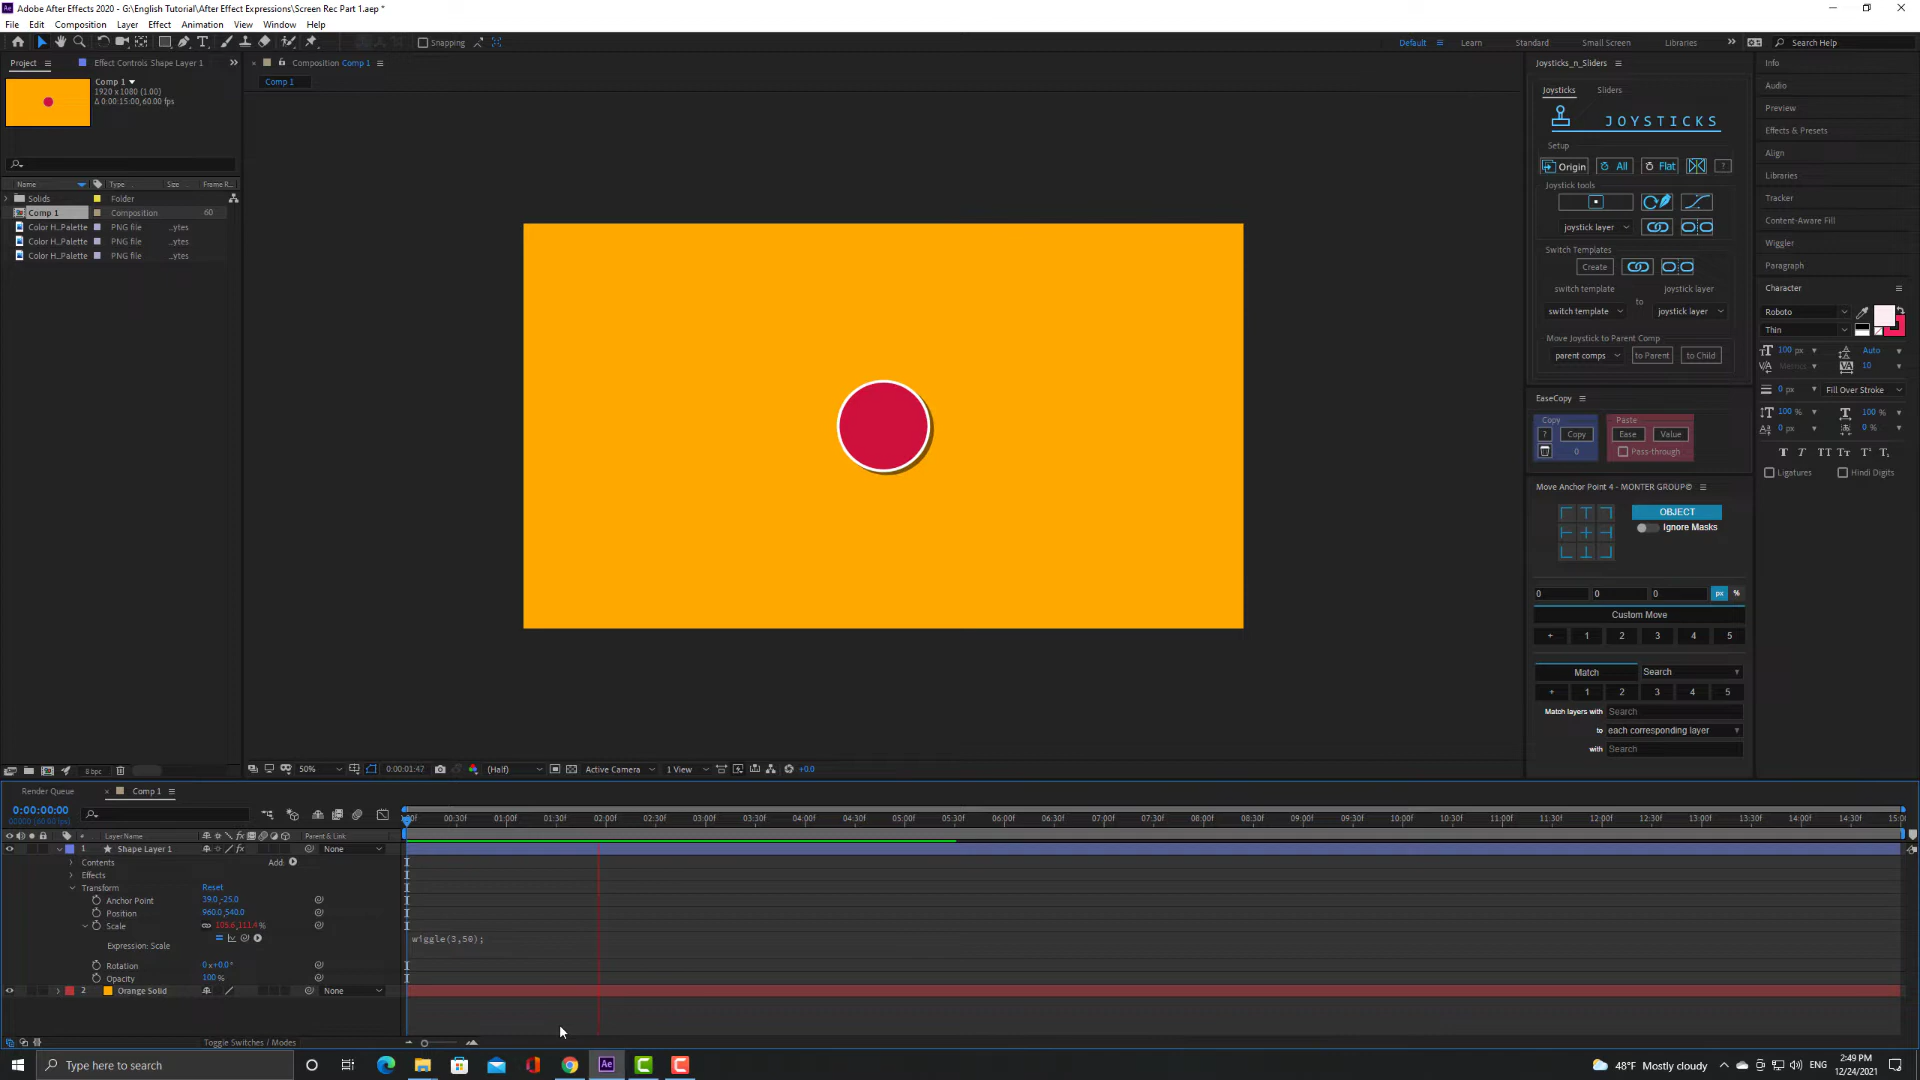 Adobe After Effects 2020 - G:\English Tutorial\After Effect Expressions\Screen Rec Part 1.aep *
File Edit Composition Layer Effect Animation View Window Help
Snapping
Default Learn Standard Small Screen Libraries Search Help
Project Effect Controls Shape Layer 1
Composition Comp 1
Comp 1
Comp 1
1920 x 1080 (1.00)
Δ 0:00:15:00, 60.00 fps
Name Type Size Frame R...
Solids Folder
Comp 1 Composition 60
Color H...Palette PNG file ...ytes
Color H...Palette PNG file ...ytes
Color H...Palette PNG file ...ytes
8 bpc
50% 0:00:01:47 (Half) Active Camera 1 View +0.0
Joysticks_n_Sliders
Joysticks Sliders
JOYSTICKS
Setup
Origin All Flat ?
Joystick tools
joystick layer
Switch Templates
Create
switch template Joystick layer
to
switch template joystick layer
Move Joystick to Parent Comp
parent comps to Parent to Child
EaseCopy
Copy Paste
? Copy Ease Value
0 Pass-through
Move Anchor Point 4 - MONTER GROUP©
OBJECT
Ignore Masks
0 0 0 px %
Custom Move
+ 1 2 3 4 5
Match Search
+ 1 2 3 4 5
Match layers with Search
to each corresponding layer
with Search
Info
Audio
Preview
Effects & Presets
Align
Libraries
Tracker
Content-Aware Fill
Wiggler
Paragraph
Character
Roboto
Thin
100 px Auto
Metrics 10
0 px Fill Over Stroke
100 % 100 %
0 px 0 %
T T TT Tr T¹ T₁
Ligatures Hindi Digits
Render Queue Comp 1
0:00:00:00
00000 (60.00 fps)
00:30f 01:00f 01:30f 02:00f 02:30f 03:00f 03:30f 04:00f 04:30f 05:00f 05:30f 06:00f 06:30f 07:00f 07:30f 08:00f 08:30f 09:00f 09:30f 10:00f 10:30f 11:00f 11:30f 12:00f 12:30f 13:00f 13:30f 14:00f 14:30f 15:00
# Layer Name Parent & Link
1 Shape Layer 1 None
Contents Add:
Effects
Transform Reset
Anchor Point 39.0,-25.0
Position 960.0,540.0
Scale 105.6,111.4 %
Expression: Scale wiggle(3,50);
Rotation 0 x+0.0°
Opacity 100 %
2 Orange Solid None
Toggle Switches / Modes
Type here to search
48°F Mostly cloudy ENG
2:49 PM
12/24/2021